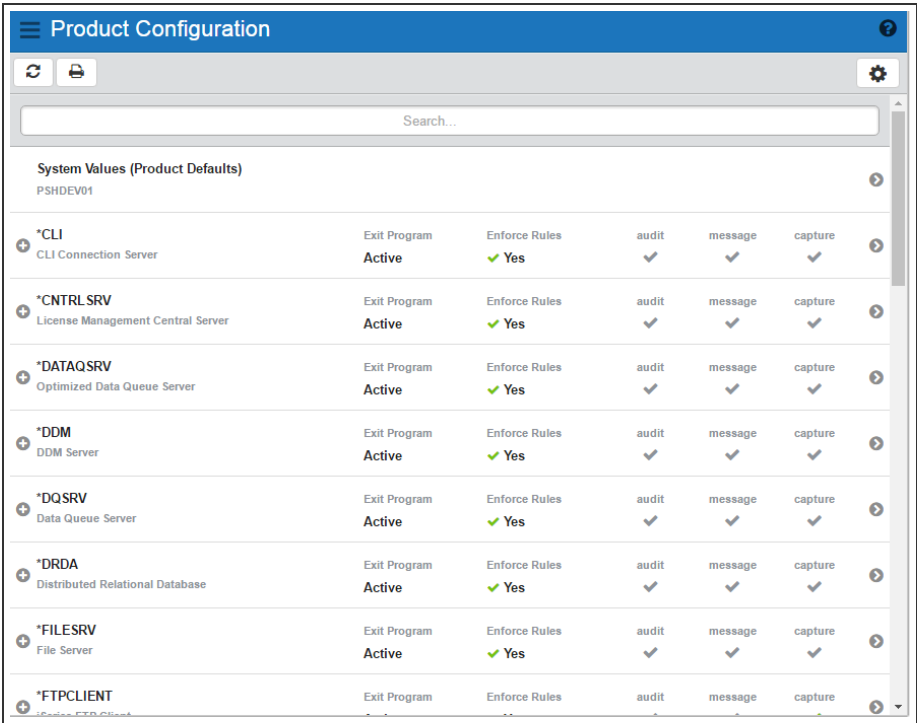 Product Configuration
Search...
System Values (Product Defaults)
PSHDEV01
*CLI Exit Program Enforce Rules audit message capture
CLI Connection Server Active Yes
*CNTRLSRV Exit Program Enforce Rules audit message capture
License Management Central Server Active Yes
*DATAQSRV Exit Program Enforce Rules audit message capture
Optimized Data Queue Server Active Yes
*DDM Exit Program Enforce Rules audit message capture
DDM Server Active Yes
*DQSRV Exit Program Enforce Rules audit message capture
Data Queue Server Active Yes
*DRDA Exit Program Enforce Rules audit message capture
Distributed Relational Database Active Yes
*FILESRV Exit Program Enforce Rules audit message capture
File Server Active Yes
*FTPCLIENT Exit Program Enforce Rules audit message capture